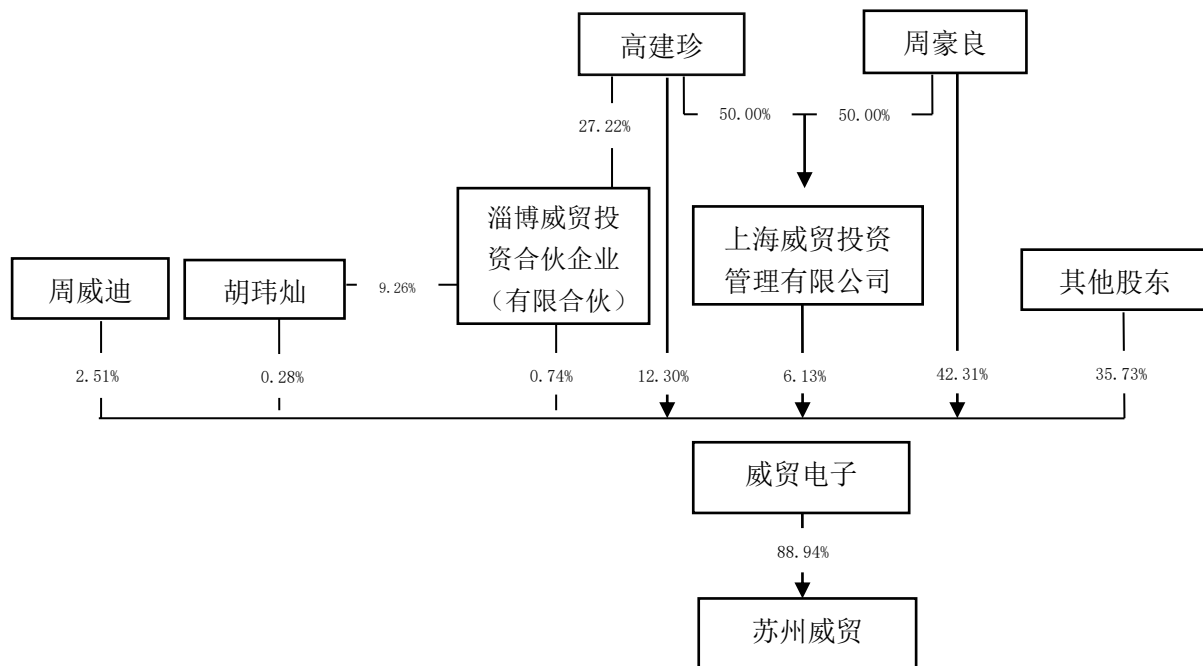 高建珍
周豪良
50.00%
50.00%
27.22%
淄博威贸投
资合伙企业
（有限合伙）
上海威贸投资
管理有限公司
周威迪
胡玮灿
9.26%
其他股东
2.51%
0.28%
0.74%
12.30%
6.13%
42.31%
35.73%
威贸电子
88.94%
苏州威贸